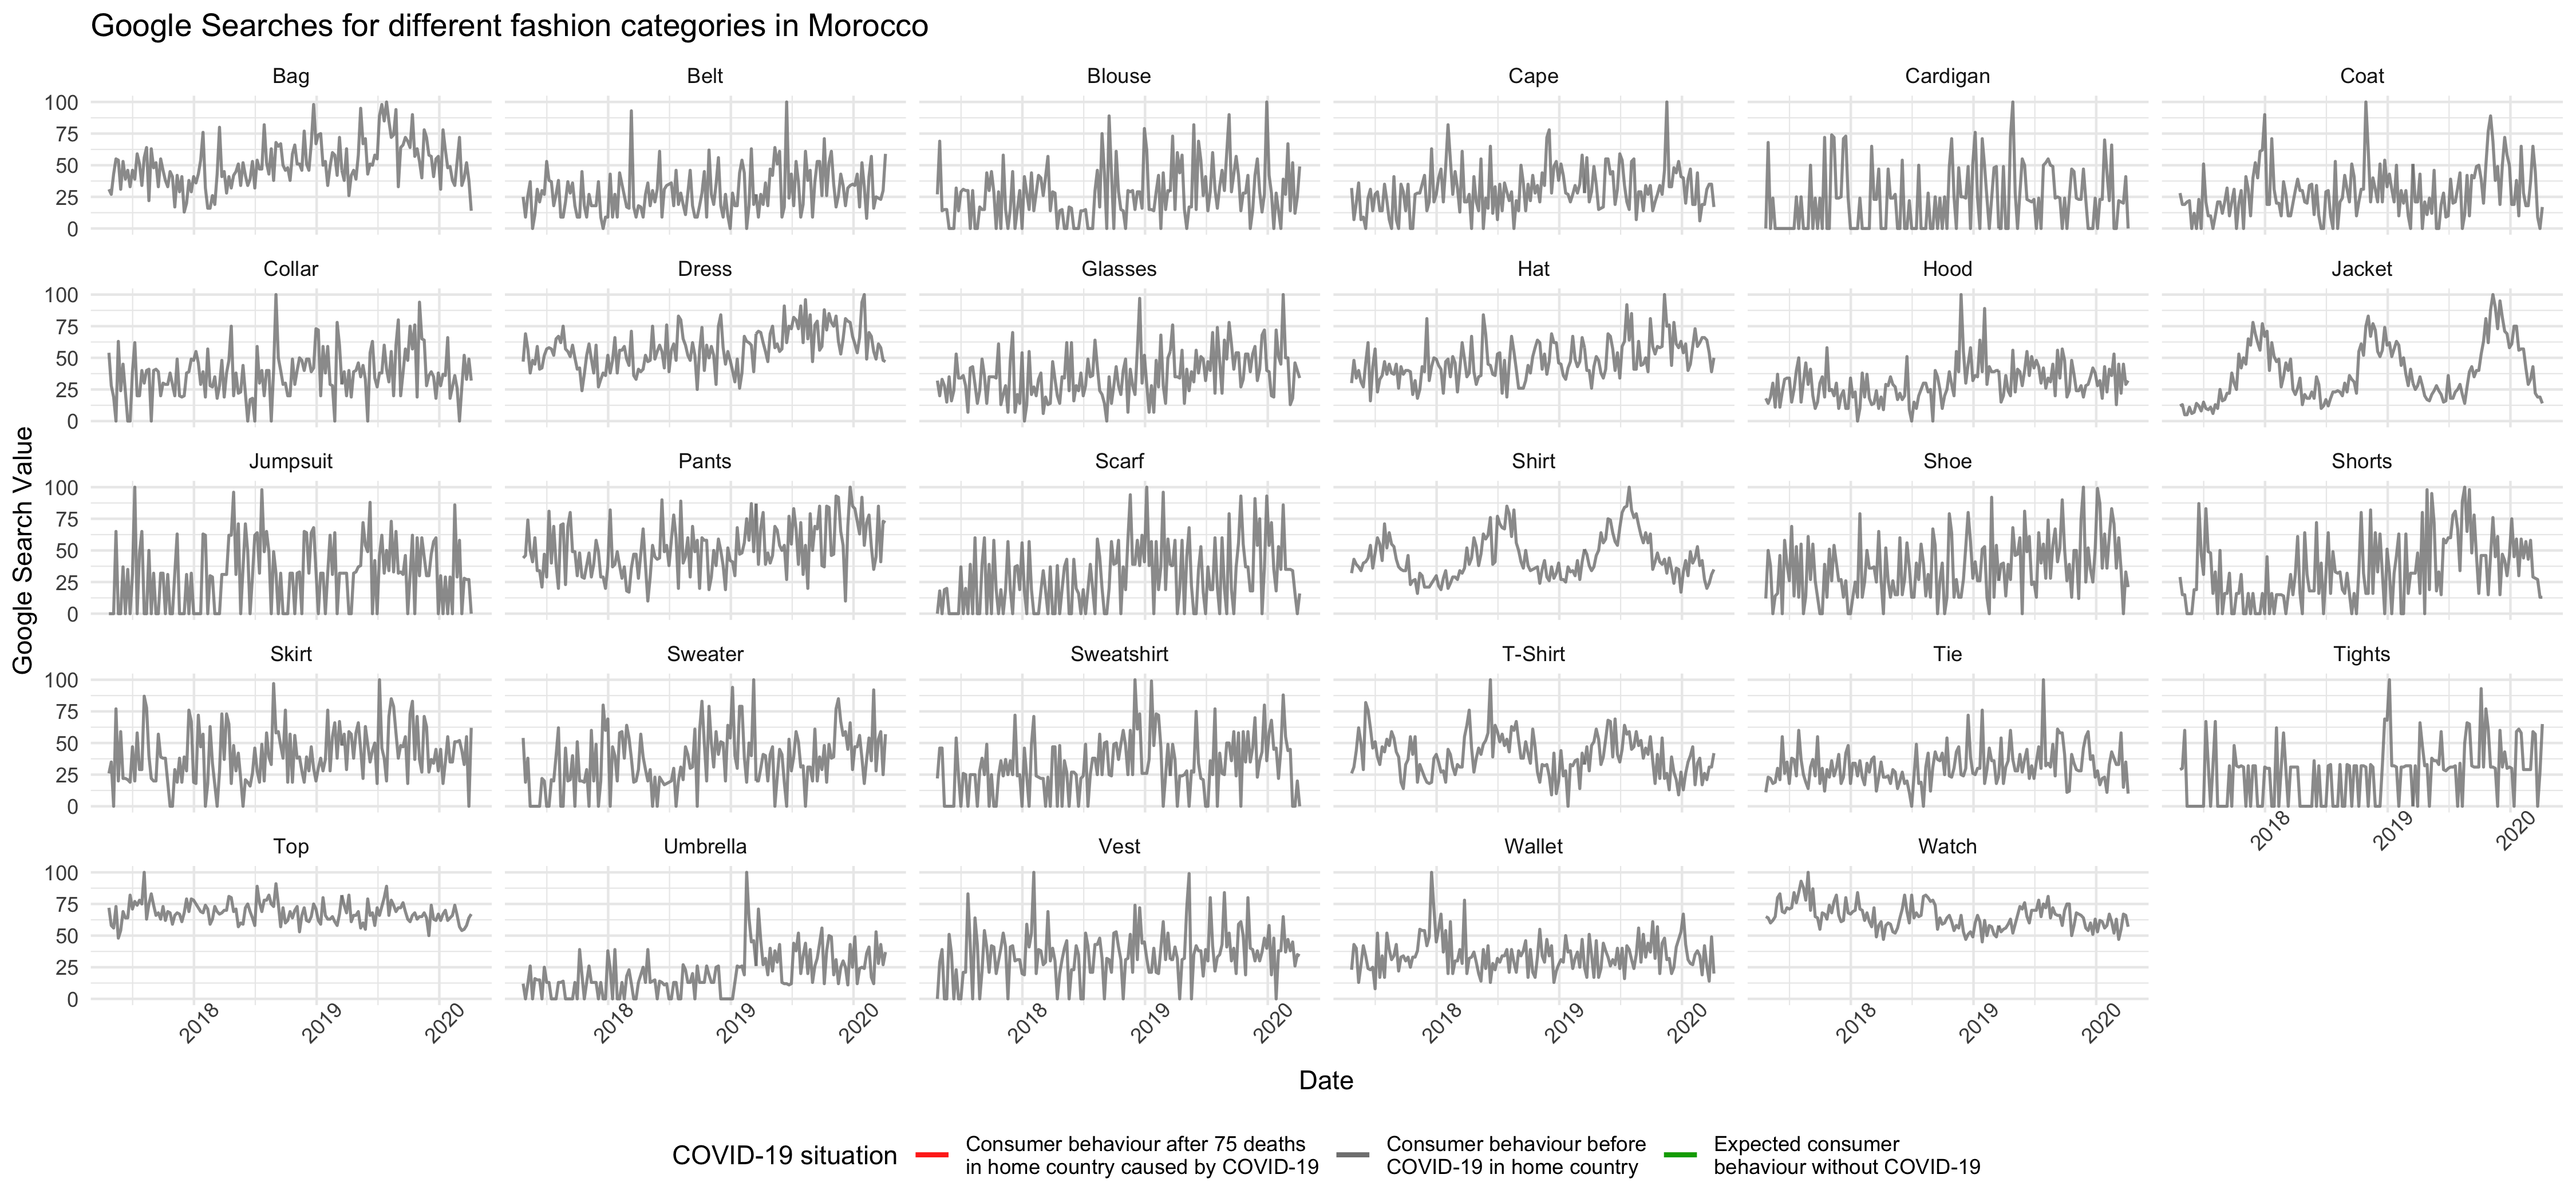 Google Searches for different fashion categories in Morocco
Bag Belt Blouse Cape Cardigan Coat
100
75
50
25
0
Collar Dress Glasses Hat Hood Jacket
100
75
50
25
0
Jumpsuit Pants Scarf Shirt Shoe Shorts
100
75
50
25
0
Skirt Sweater Sweatshirt T-Shirt Tie Tights
100
75
50
25
0
2018 2019 2020
Top Umbrella Vest Wallet Watch
100
75
50
25
0
2018 2019 2020 2018 2019 2020 2018 2019 2020 2018 2019 2020 2018 2019 2020
Google Search Value
Date
COVID-19 situation
Consumer behaviour after 75 deaths
in home country caused by COVID-19
Consumer behaviour before
COVID-19 in home country
Expected consumer
behaviour without COVID-19